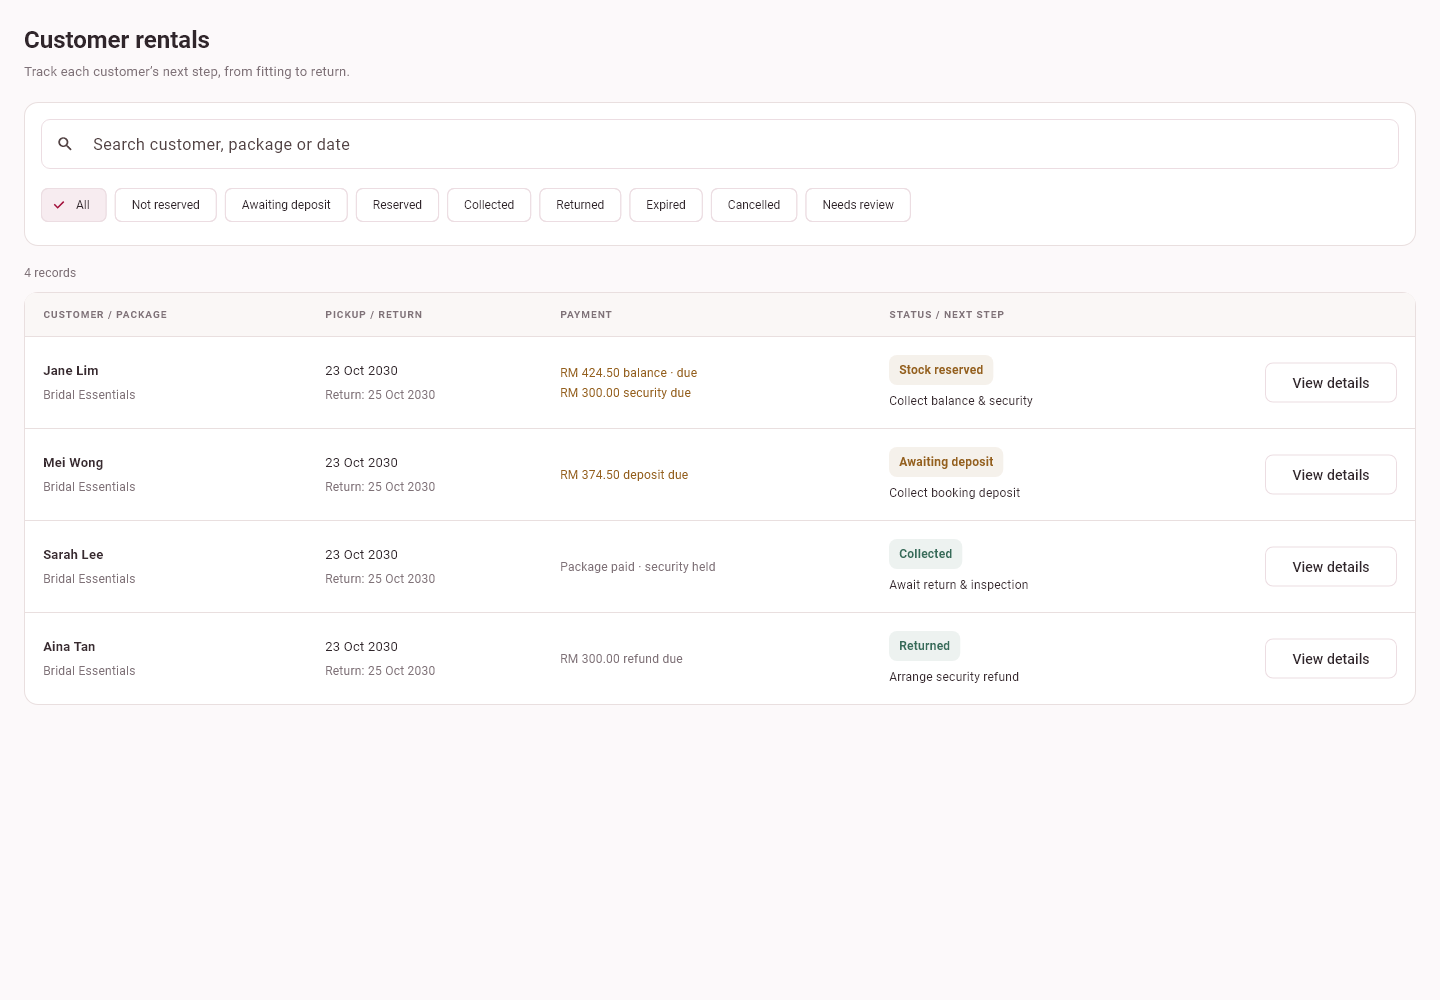 Customer rentals
Track each customer’s next step, from fitting to return.
Search customer, package or date
All
Not reserved
Awaiting deposit
Reserved
Collected
Returned
Expired
Cancelled
Needs review
4 records
CUSTOMER / PACKAGE
PICKUP / RETURN
PAYMENT
STATUS / NEXT STEP
Jane Lim
Bridal Essentials
23 Oct 2030
Return: 25 Oct 2030
RM 424.50 balance · due
RM 300.00 security due
Stock reserved
Collect balance & security
View details
Mei Wong
Bridal Essentials
23 Oct 2030
Return: 25 Oct 2030
RM 374.50 deposit due
Awaiting deposit
Collect booking deposit
View details
Sarah Lee
Bridal Essentials
23 Oct 2030
Return: 25 Oct 2030
Package paid · security held
Collected
Await return & inspection
View details
Aina Tan
Bridal Essentials
23 Oct 2030
Return: 25 Oct 2030
RM 300.00 refund due
Returned
Arrange security refund
View details